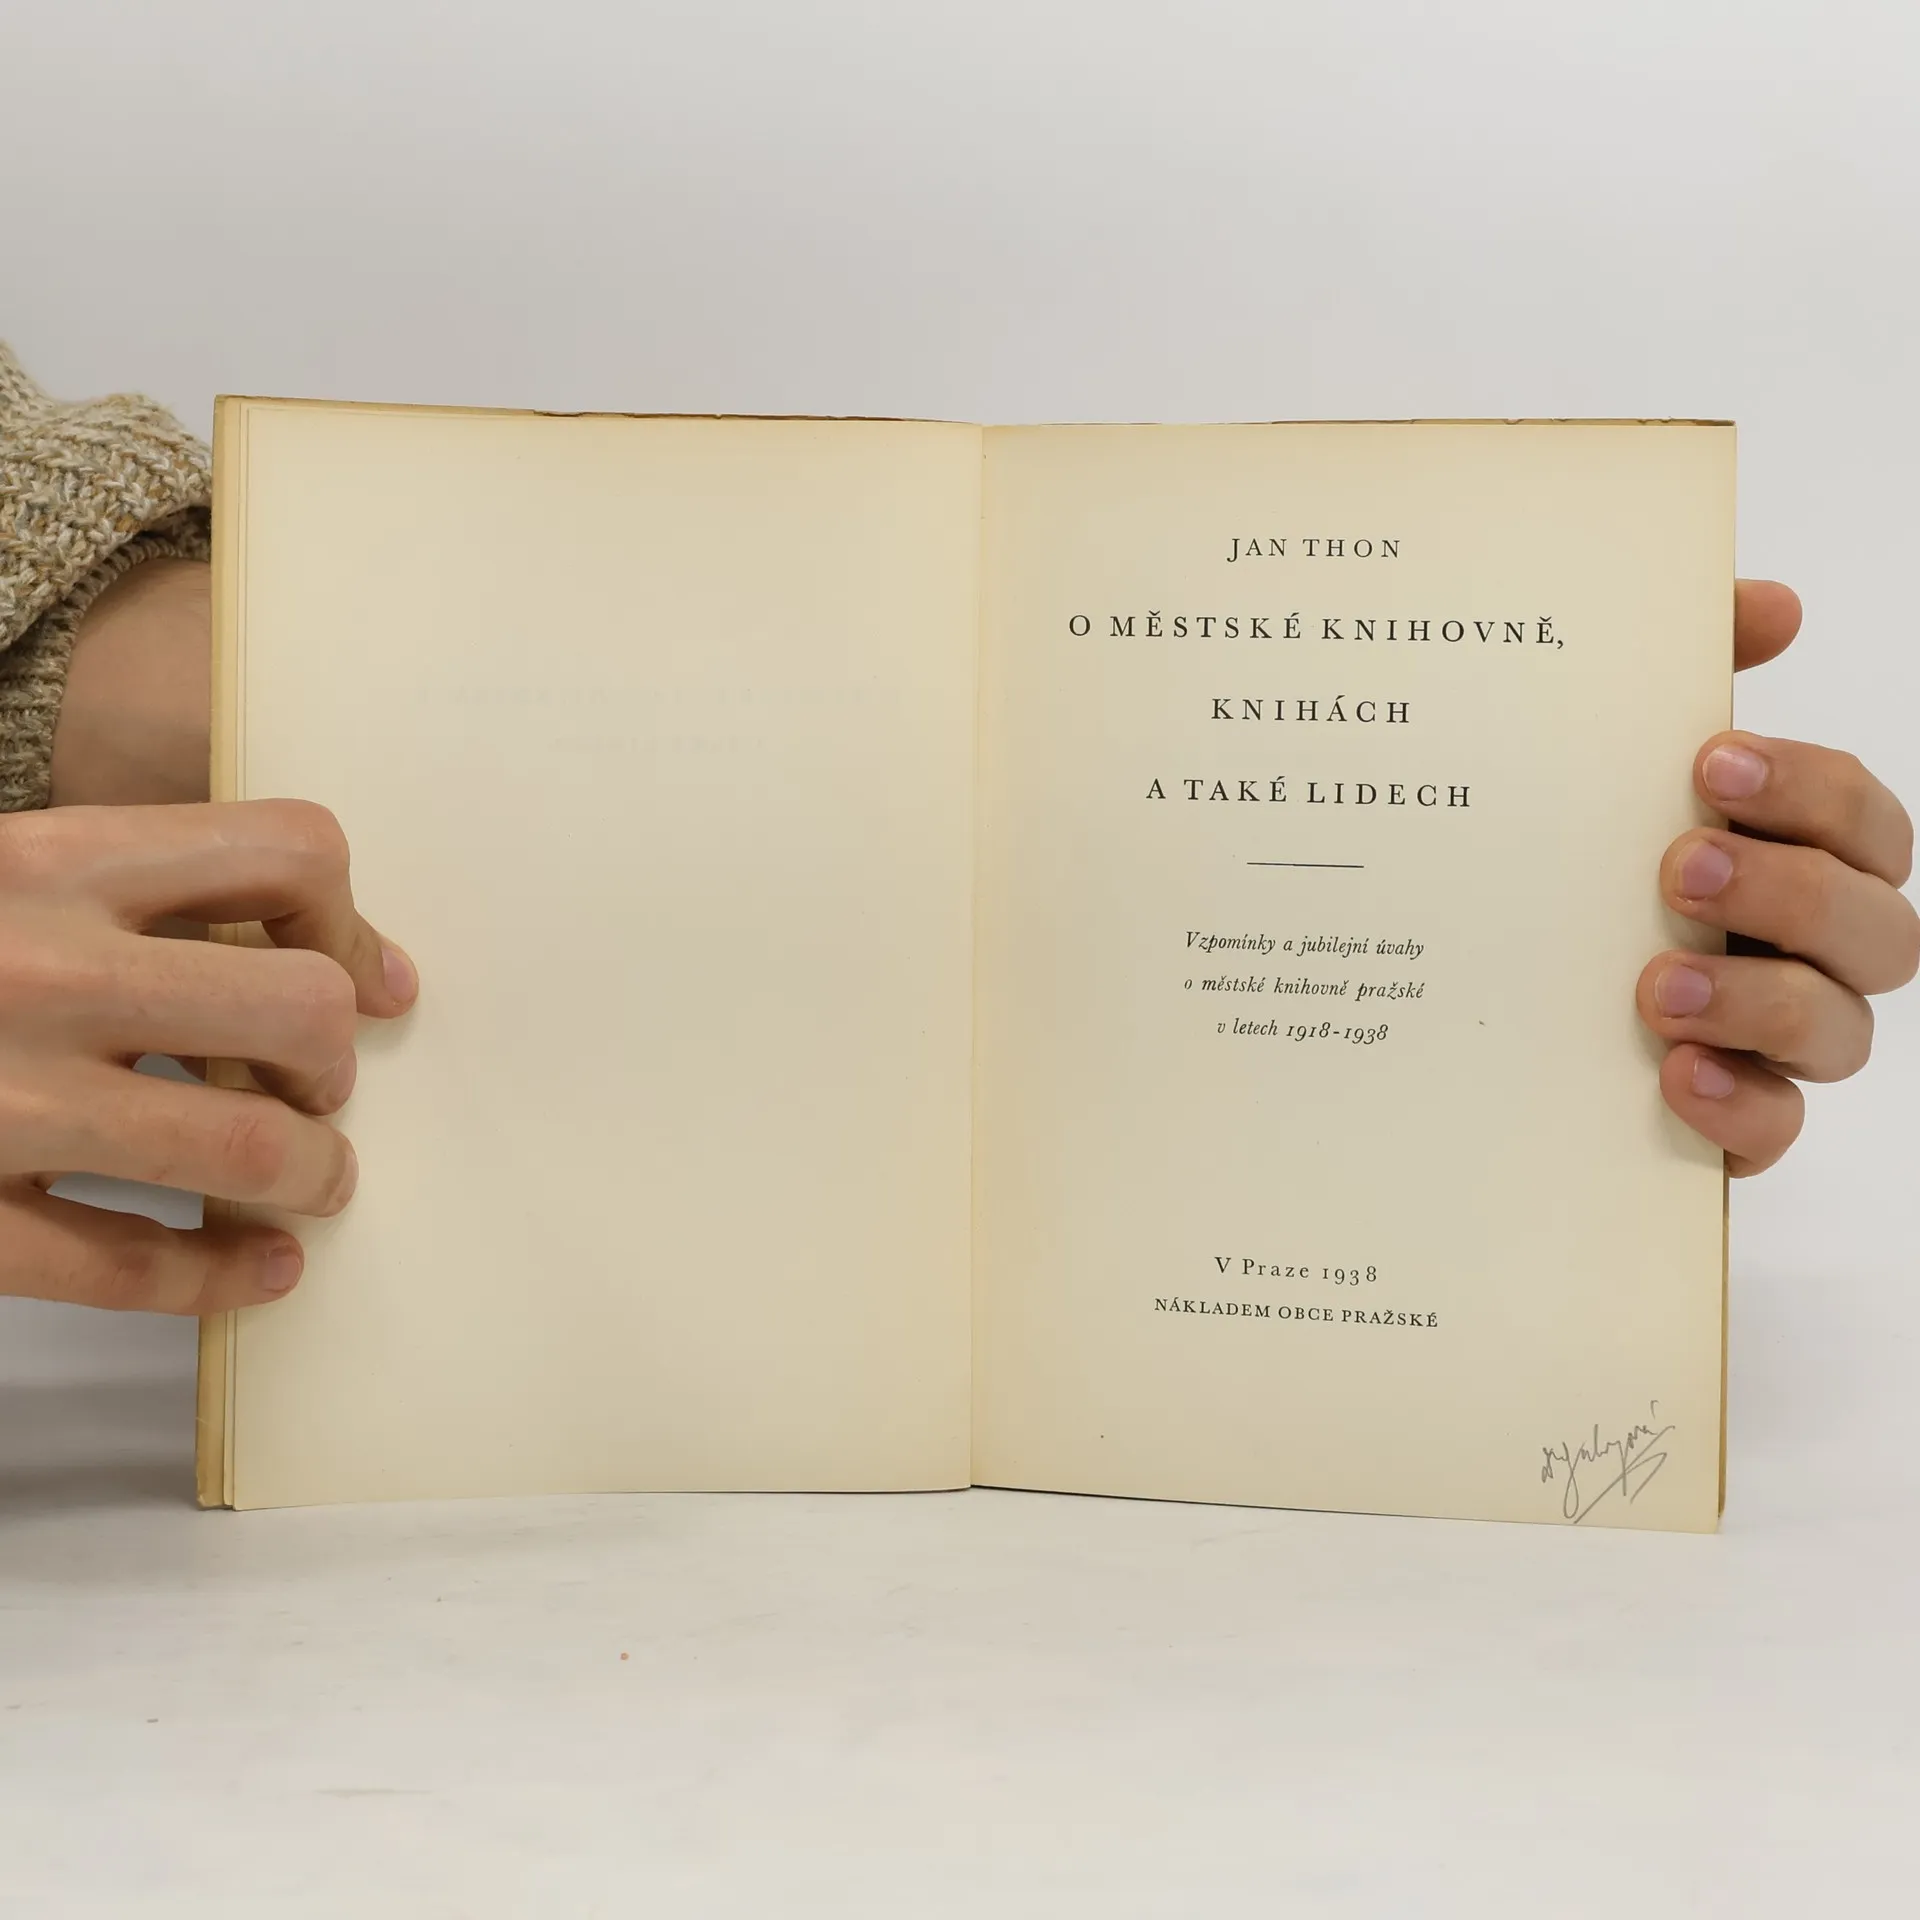 JAN THON
O MĚSTSKÉ KNIHOVNĚ,
KNIHÁCH
A TAKÉ LIDECH
Vzpomínky a jubilejní úvahy
o městské knihovně pražské
v letech 1918-1938
V Praze 1938
NÁKLADEM OBCE PRAŽSKÉ